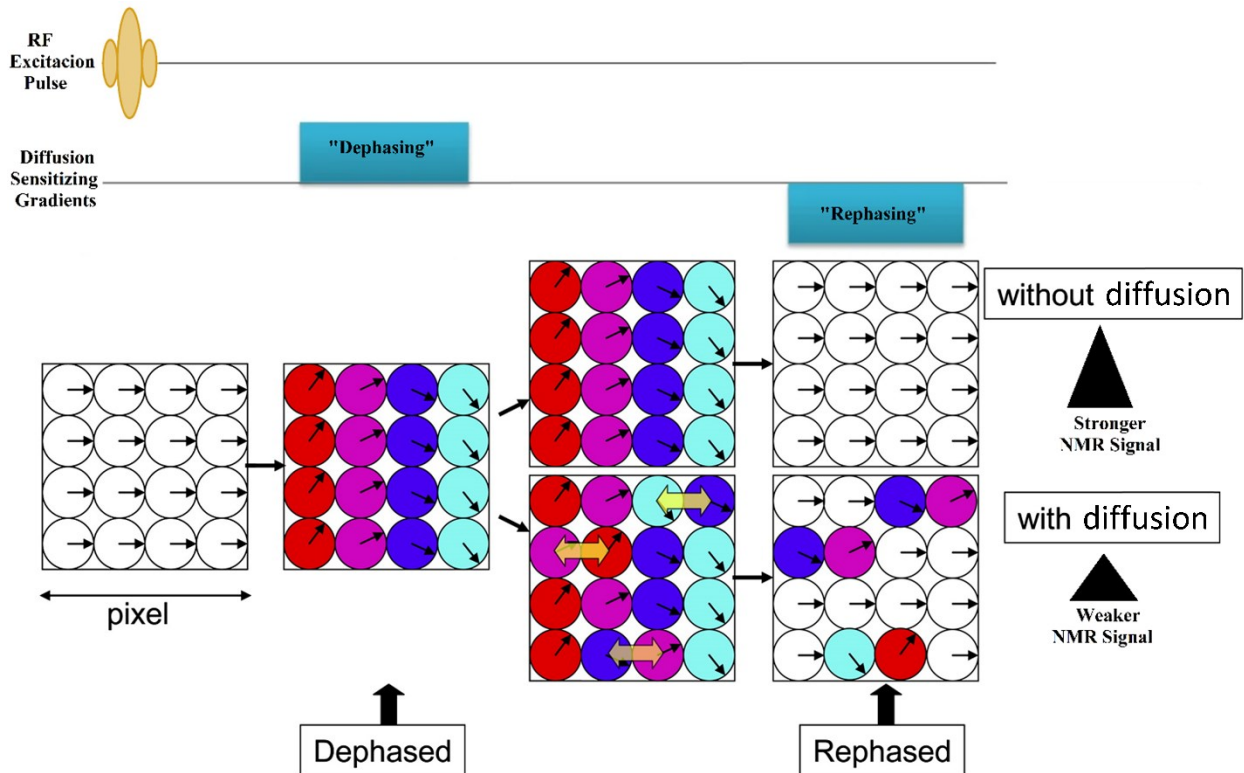 RF
Excitacion
Pulse
"Dephasing"
Diffusion
Sensitizing
Gradients
"Rephasing"
without diffusion
Stronger
NMR Signal
with diffusion
pixel
Weaker
NMR Signal
Dephased
Rephased